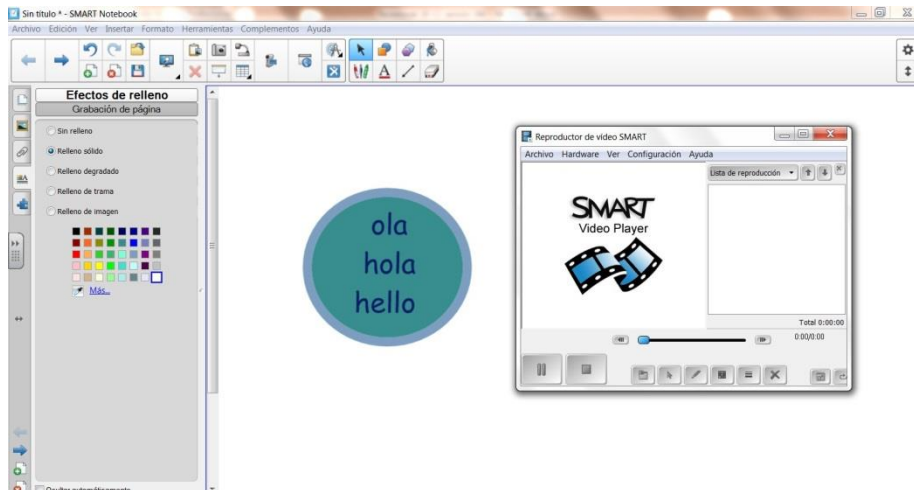 Sin título * - SMART Notebook
Archivo Edición Ver Insertar Formato Herramientas Complementos Ayuda
Efectos de relleno
Grabación de página
Sin relleno
Relleno sólido
Relleno degradado
Relleno de trama
Relleno de imagen
Más...
Ocultar automáticamente
ola
hola
hello
Reproductor de vídeo SMART
Archivo Hardware Ver Configuración Ayuda
Lista de reproducción
SMART
Video Player
Total 0:00:00
0:00/0:00